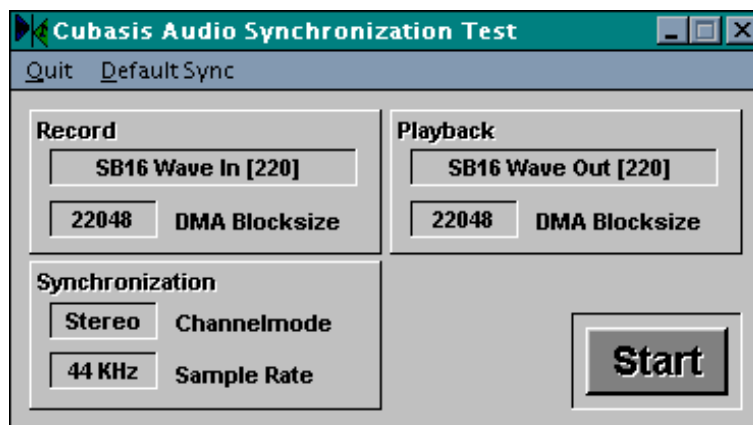 Cubasis Audio Synchronization Test
Quit Default Sync
Record
SB16 Wave In [220]
22048 DMA Blocksize
Playback
SB16 Wave Out [220]
22048 DMA Blocksize
Synchronization
Stereo Channelmode
44 KHz Sample Rate
Start